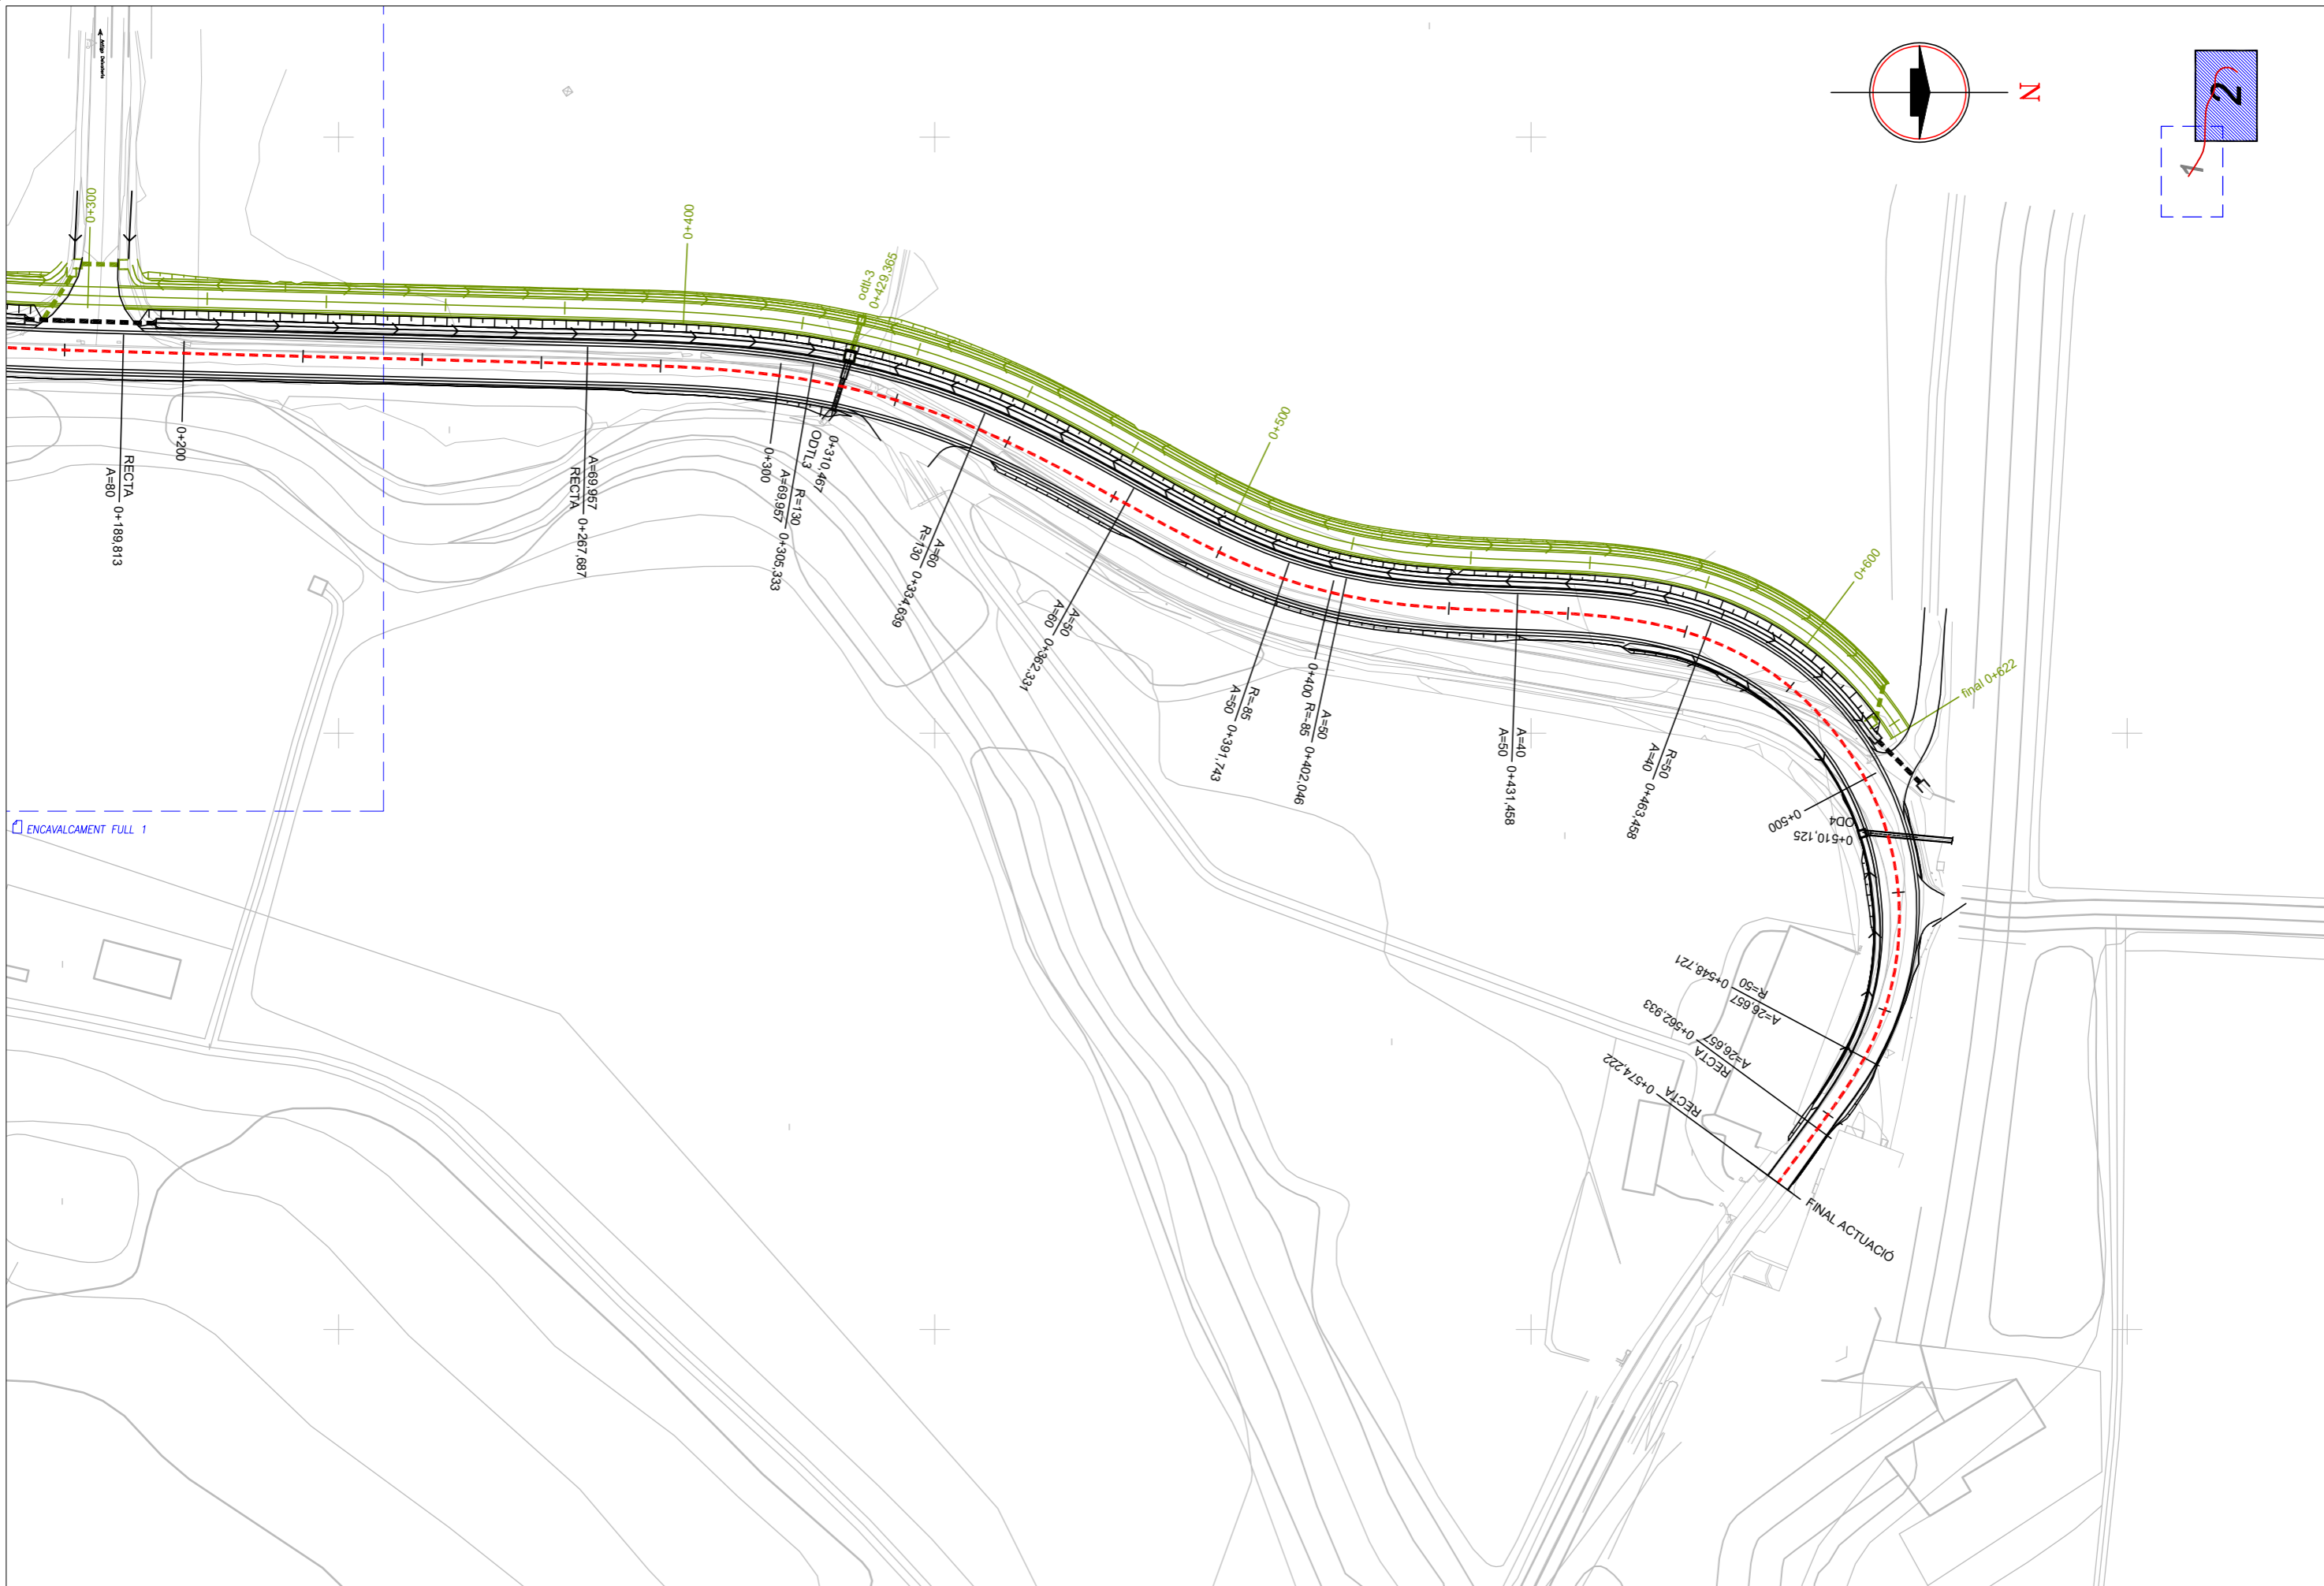 Antiga Deixalleria
0+300
0+400
odtl-3
0+429,365
0+500
0+600
final 0+622
N
2
1
RECTA
A=80
0+189,813
0+200
A=69,957
RECTA
0+267,687
0+300
R=130
A=69,957
0+305,333
ODTL3
0+310,467
A=60
R=130
0+334,639
A=50
A=60
0+362,331
R=-85
A=50
0+391,743
0+400
A=50
R=-85
0+402,046
A=40
A=50
0+431,458
R=50
A=40
0+463,458
0+500
OD4
0+510,125
R=50
A=26,657
0+548,721
A=26,657
RECTA
0+562,933
RECTA
0+574,222
FINAL ACTUACIÓ
ENCAVALCAMENT FULL 1